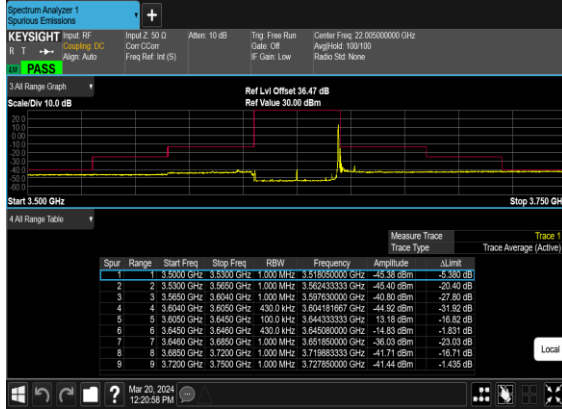 Spectrum Analyzer 1
Spurious Emissions
+
KEYSIGHT Input: RF Input Z: 50 Ω Atten: 10 dB Trig: Free Run Center Freq: 22.005000000 GHz
R T Coupling: DC Corr CCorr Gate: Off Avg|Hold: 100/100
Align: Auto Freq Ref: Int (S) IF Gain: Low Radio Std: None
PASS
3 All Range Graph
Ref Lvl Offset 36.47 dB
Scale/Div 10.0 dB Ref Value 30.00 dBm
20.0
10.0
0.00
-10.0
-20.0
-30.0
-40.0
-50.0
-60.0
Start 3.500 GHz Stop 3.750 GH
4 All Range Table
Measure Trace Trace 1
Trace Type Trace Average (Active)
Spur Range Start Freq Stop Freq RBW Frequency Amplitude ΔLimit
1 1 3.5000 GHz 3.5300 GHz 1.000 MHz 3.518050000 GHz -45.38 dBm -5.380 dB
2 2 3.5300 GHz 3.5650 GHz 1.000 MHz 3.562433333 GHz -45.40 dBm -20.40 dB
3 3 3.5650 GHz 3.6040 GHz 1.000 MHz 3.597630000 GHz -40.80 dBm -27.80 dB
4 4 3.6040 GHz 3.6050 GHz 430.0 kHz 3.604181667 GHz -44.92 dBm -31.92 dB
5 5 3.6050 GHz 3.6450 GHz 100.0 kHz 3.644333333 GHz 13.18 dBm -16.82 dB
6 6 3.6450 GHz 3.6460 GHz 430.0 kHz 3.645080000 GHz -14.83 dBm -1.831 dB
7 7 3.6460 GHz 3.6850 GHz 1.000 MHz 3.651850000 GHz -36.03 dBm -23.03 dB
8 8 3.6850 GHz 3.7200 GHz 1.000 MHz 3.719883333 GHz -41.71 dBm -16.71 dB
9 9 3.7200 GHz 3.7500 GHz 1.000 MHz 3.727850000 GHz -41.44 dBm -1.435 dB
Local
?
Mar 20, 2024
12:20:58 PM